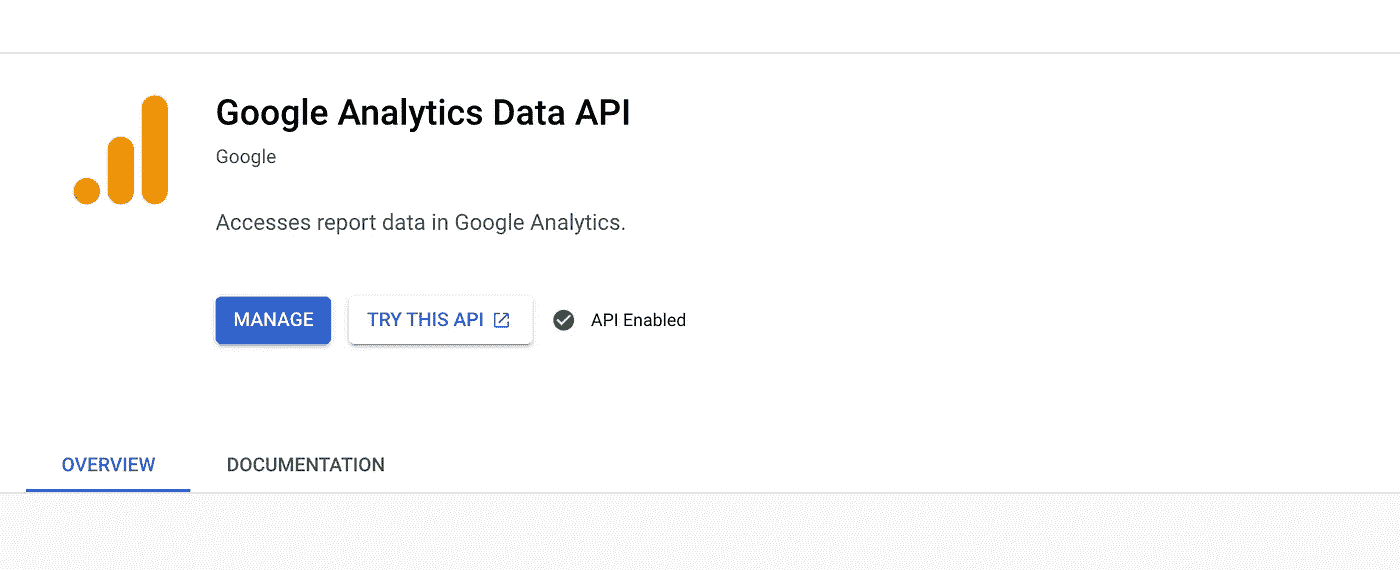 Google Analytics Data API
Google
Accesses report data in Google Analytics.
MANAGE
TRY THIS API
API Enabled
OVERVIEW
DOCUMENTATION